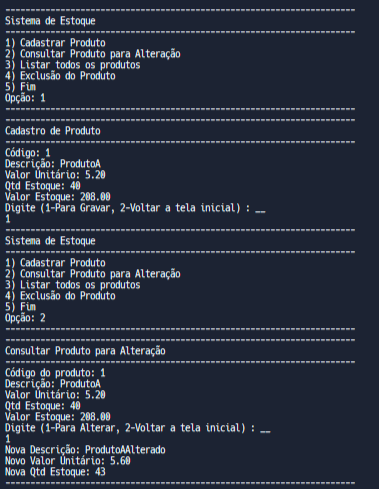 -----------------------------------------------------------------------
Sistema de Estoque
-----------------------------------------------------------------------
1) Cadastrar Produto
2) Consultar Produto para Alteração
3) Listar todos os produtos
4) Exclusão do Produto
5) Fim
Opção: 1
-----------------------------------------------------------------------
-----------------------------------------------------------------------
Cadastro de Produto
-----------------------------------------------------------------------
Código: 1
Descrição: ProdutoA
Valor Unitário: 5.20
Qtd Estoque: 40
Valor Estoque: 208.00
Digite (1-Para Gravar, 2-Voltar a tela inicial) : __
1
-----------------------------------------------------------------------
Sistema de Estoque
-----------------------------------------------------------------------
1) Cadastrar Produto
2) Consultar Produto para Alteração
3) Listar todos os produtos
4) Exclusão do Produto
5) Fim
Opção: 2
-----------------------------------------------------------------------
-----------------------------------------------------------------------
Consultar Produto para Alteração
-----------------------------------------------------------------------
Código do produto: 1
Descrição: ProdutoA
Valor Unitário: 5.20
Qtd Estoque: 40
Valor Estoque: 208.00
Digite (1-Para Alterar, 2-Voltar a tela inicial) : __
1
Nova Descrição: ProdutoAAlterado
Novo Valor Unitário: 5.60
Nova Qtd Estoque: 43
-----------------------------------------------------------------------